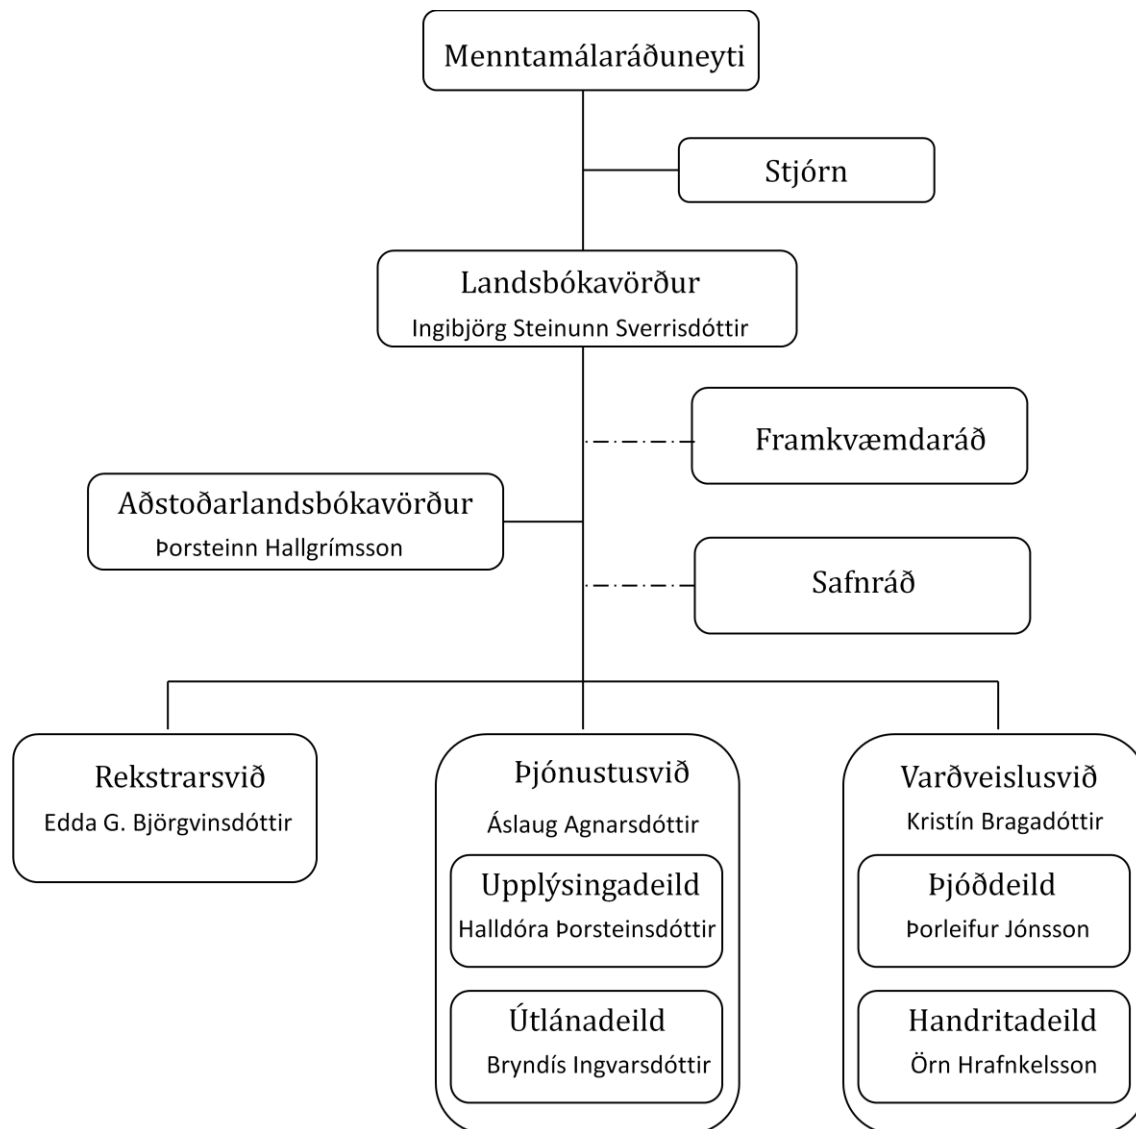 Menntamálaráðuneyti
Stjórn
Landsbókavörður
Ingibjörg Steinunn Sverrisdóttir
Framkvæmdaráð
Aðstoðarlandsbókavörður
Þorsteinn Hallgrímsson
Safnráð
Rekstrarsvið
Edda G. Björgvinsdóttir
Þjónustusvið
Áslaug Agnarsdóttir
Upplýsingadeild
Halldóra Þorsteinsdóttir
Útlánadeild
Bryndís Ingvarsdóttir
Varðveislusvið
Kristín Bragadóttir
Þjóðdeild
Þorleifur Jónsson
Handritadeild
Örn Hrafnkelsson